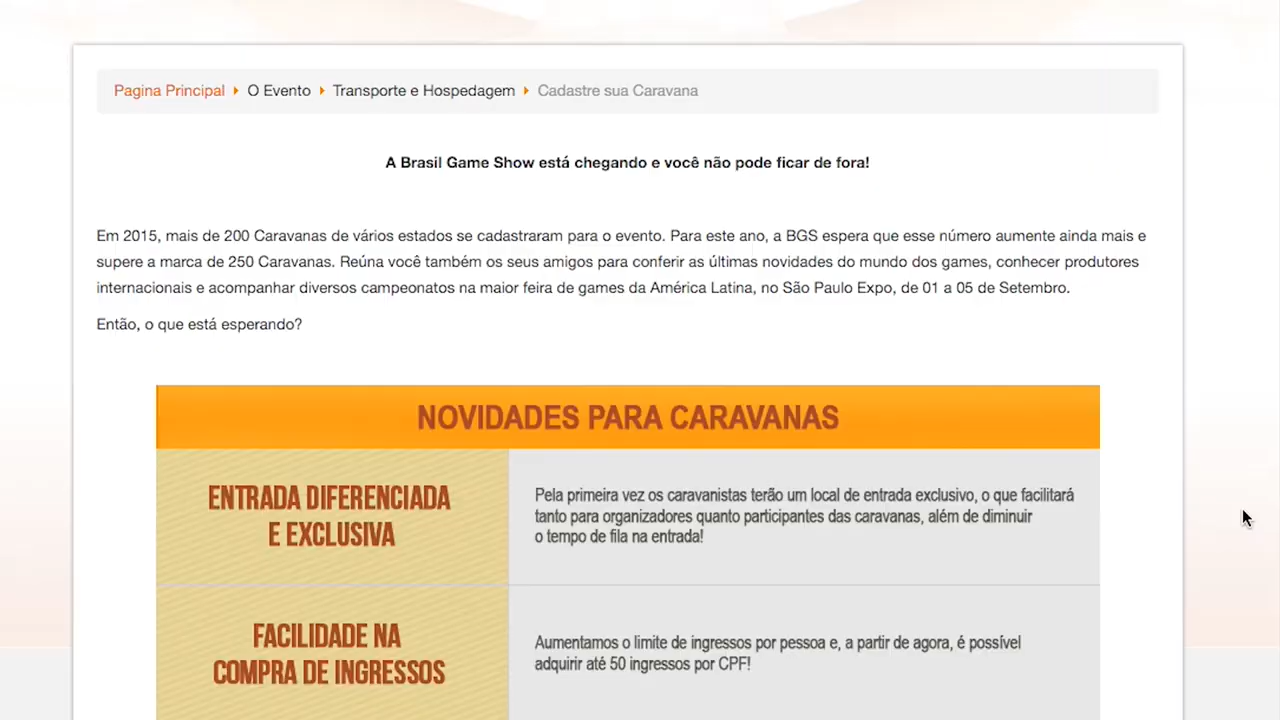 Pagina Principal O Evento Transporte e Hospedagem Cadastre sua Caravana
A Brasil Game Show está chegando e você não pode ficar de fora!
Em 2015, mais de 200 Caravanas de vários estados se cadastraram para o evento. Para este ano, a BGS espera que esse número aumente ainda mais e
supere a marca de 250 Caravanas. Reúna você também os seus amigos para conferir as últimas novidades do mundo dos games, conhecer produtores
internacionais e acompanhar diversos campeonatos na maior feira de games da América Latina, no São Paulo Expo, de 01 a 05 de Setembro.
Então, o que está esperando?
NOVIDADES PARA CARAVANAS
ENTRADA DIFERENCIADA
E EXCLUSIVA
Pela primeira vez os caravanistas terão um local de entrada exclusivo, o que facilitará
tanto para organizadores quanto participantes das caravanas, além de diminuir
o tempo de fila na entrada!
FACILIDADE NA
COMPRA DE INGRESSOS
Aumentamos o limite de ingressos por pessoa e, a partir de agora, é possível
adquirir até 50 ingressos por CPF!